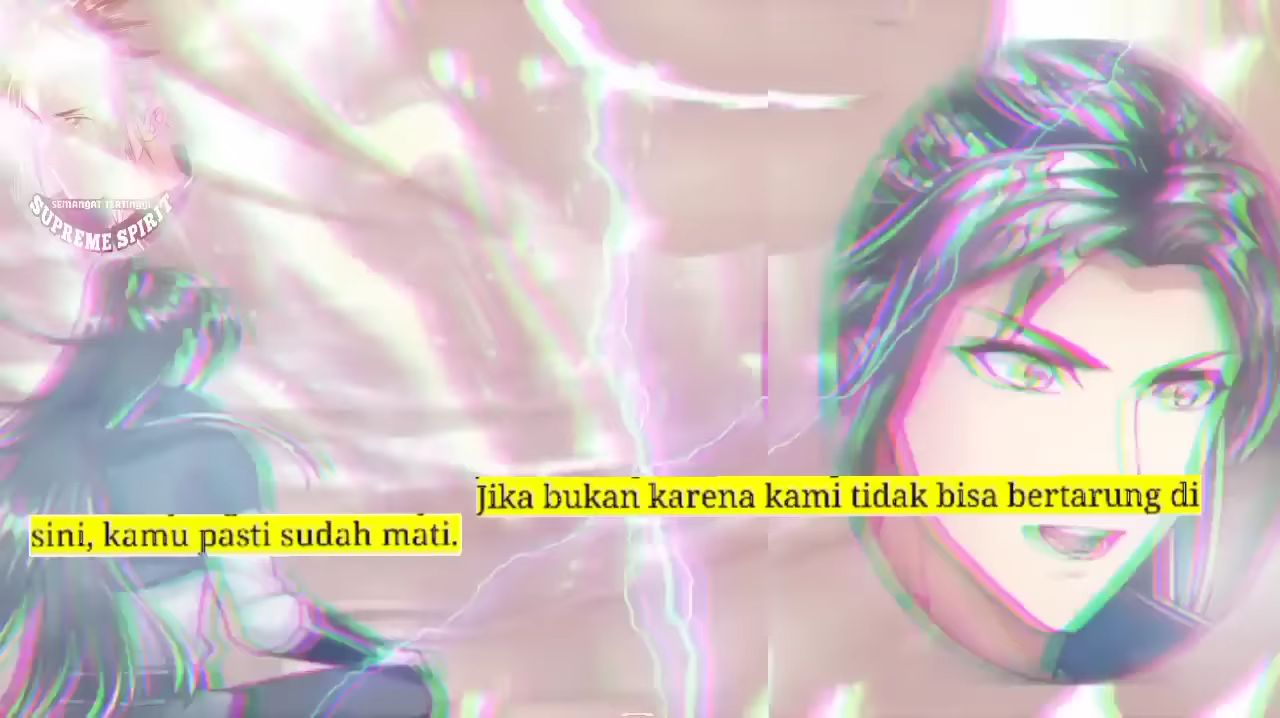 SEMANGAT TERTINGGI
SUPREME SPIRIT
Jika bukan karena kami tidak bisa bertarung di
sini, kamu pasti sudah mati.